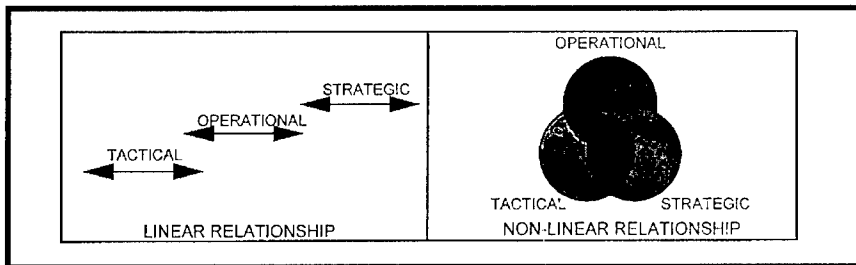 STRATEGIC
OPERATIONAL
TACTICAL
LINEAR RELATIONSHIP
OPERATIONAL
TACTICAL
STRATEGIC
NON-LINEAR RELATIONSHIP